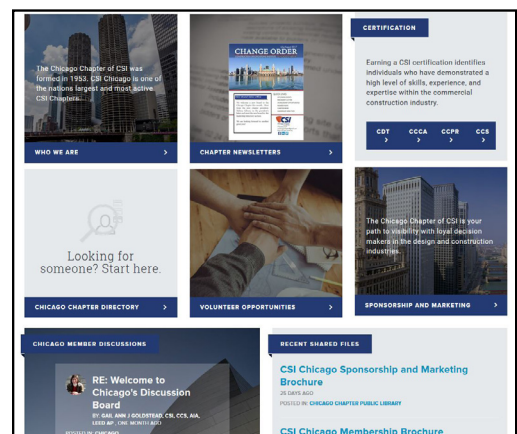 The Chicago Chapter of CSI was
formed in 1953. CSI Chicago is one of
the nations largest and most active
CSI Chapters.
WHO WE ARE >
CHANGE ORDER
CSI
CHAPTER NEWSLETTERS >
CERTIFICATION
Earning a CSI certification identifies
individuals who have demonstrated a
high level of skills, experience, and
expertise within the commercial
construction industry.
CDT CCCA CCPR CCS
> > > >
Looking for
someone? Start here.
CHICAGO CHAPTER DIRECTORY >
VOLUNTEER OPPORTUNITIES >
The Chicago Chapter of CSI is your
path to visibility with loyal decision
makers in the design and construction
industries.
SPONSORSHIP AND MARKETING >
CHICAGO MEMBER DISCUSSIONS
RE: Welcome to
Chicago's Discussion
Board
BY: GAIL ANN J GOLDSTEAD, CSI, CCS, AIA,
LEED AP , ONE MONTH AGO
POSTED IN: CHICAGO
RECENT SHARED FILES
CSI Chicago Sponsorship and Marketing
Brochure
25 DAYS AGO
POSTED IN: CHICAGO CHAPTER PUBLIC LIBRARY
CSI Chicago Membership Brochure